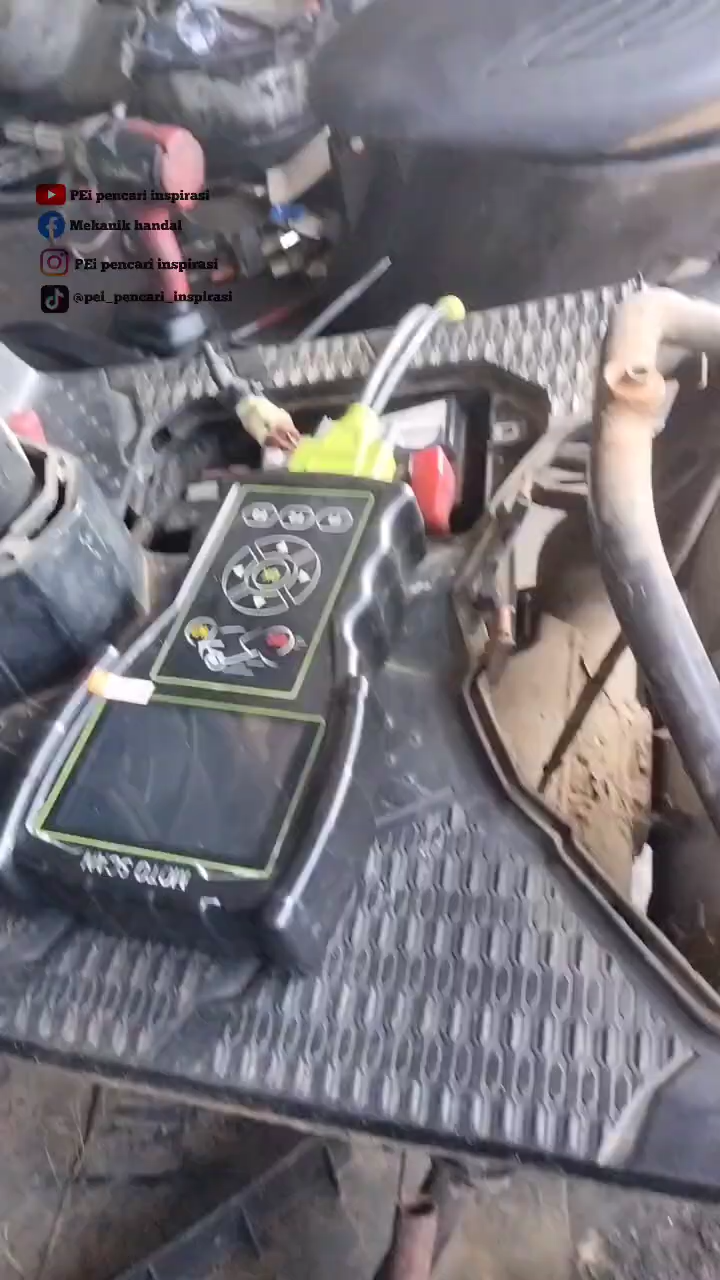 PEi pencari inspirasi
Mekanik handal
PEi pencari inspirasi
@pei_pencari_inspirasi
MOTO SCAN